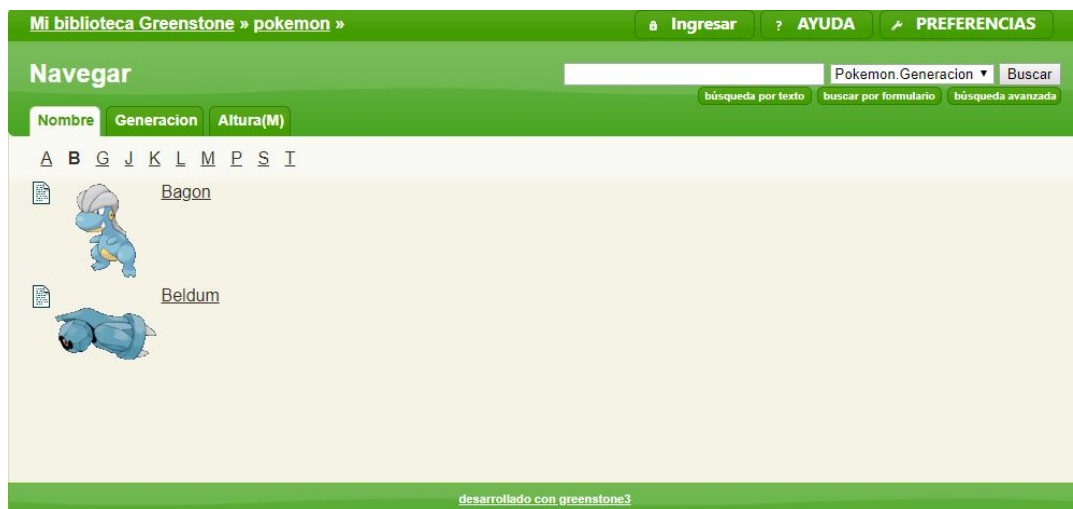 Mi biblioteca Greenstone » pokemon » Ingresar ? AYUDA PREFERENCIAS
Navegar Pokemon.Generacion ▼ Buscar
búsqueda por texto buscar por formulario búsqueda avanzada
Nombre Generacion Altura(M)
A B G J K L M P S T
Bagon
Beldum
desarrollado con greenstone3